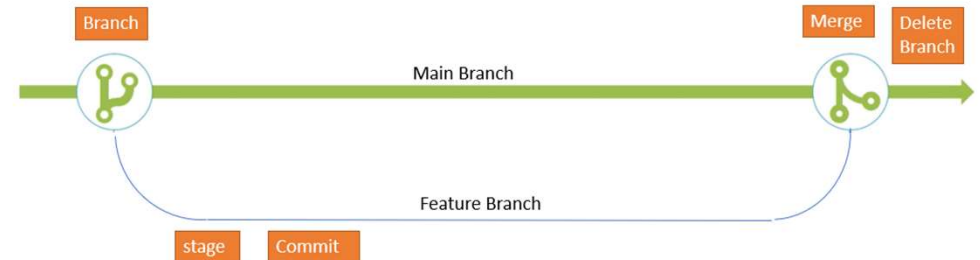 Branch
Merge
Delete
Branch
Main Branch
Feature Branch
stage
Commit